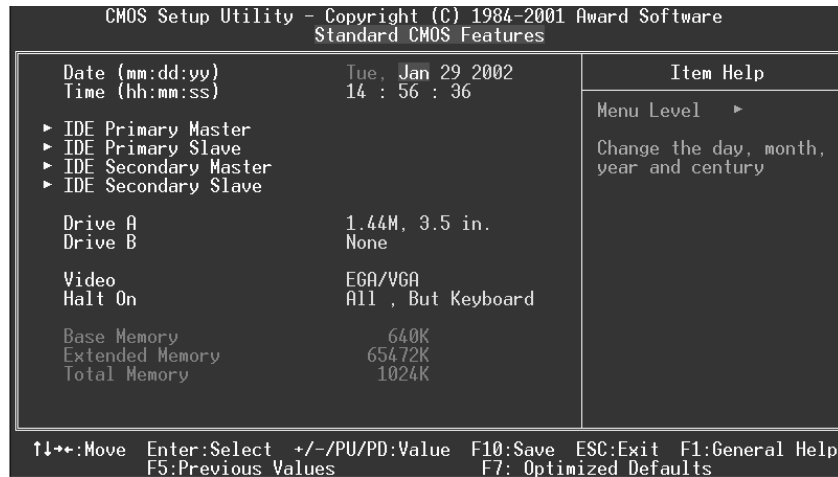 CMOS Setup Utility - Copyright (C) 1984-2001 Award Software
Standard CMOS Features
Date (mm:dd:yy) Tue, Jan 29 2002
Time (hh:mm:ss) 14 : 56 : 36
► IDE Primary Master
► IDE Primary Slave
► IDE Secondary Master
► IDE Secondary Slave
Drive A 1.44M, 3.5 in.
Drive B None
Video EGA/VGA
Halt On All , But Keyboard
Base Memory 640K
Extended Memory 65472K
Total Memory 1024K
Item Help
Menu Level ►
Change the day, month,
year and century
↑↓→←:Move Enter:Select +/-/PU/PD:Value F10:Save ESC:Exit F1:General Help
F5:Previous Values F7: Optimized Defaults